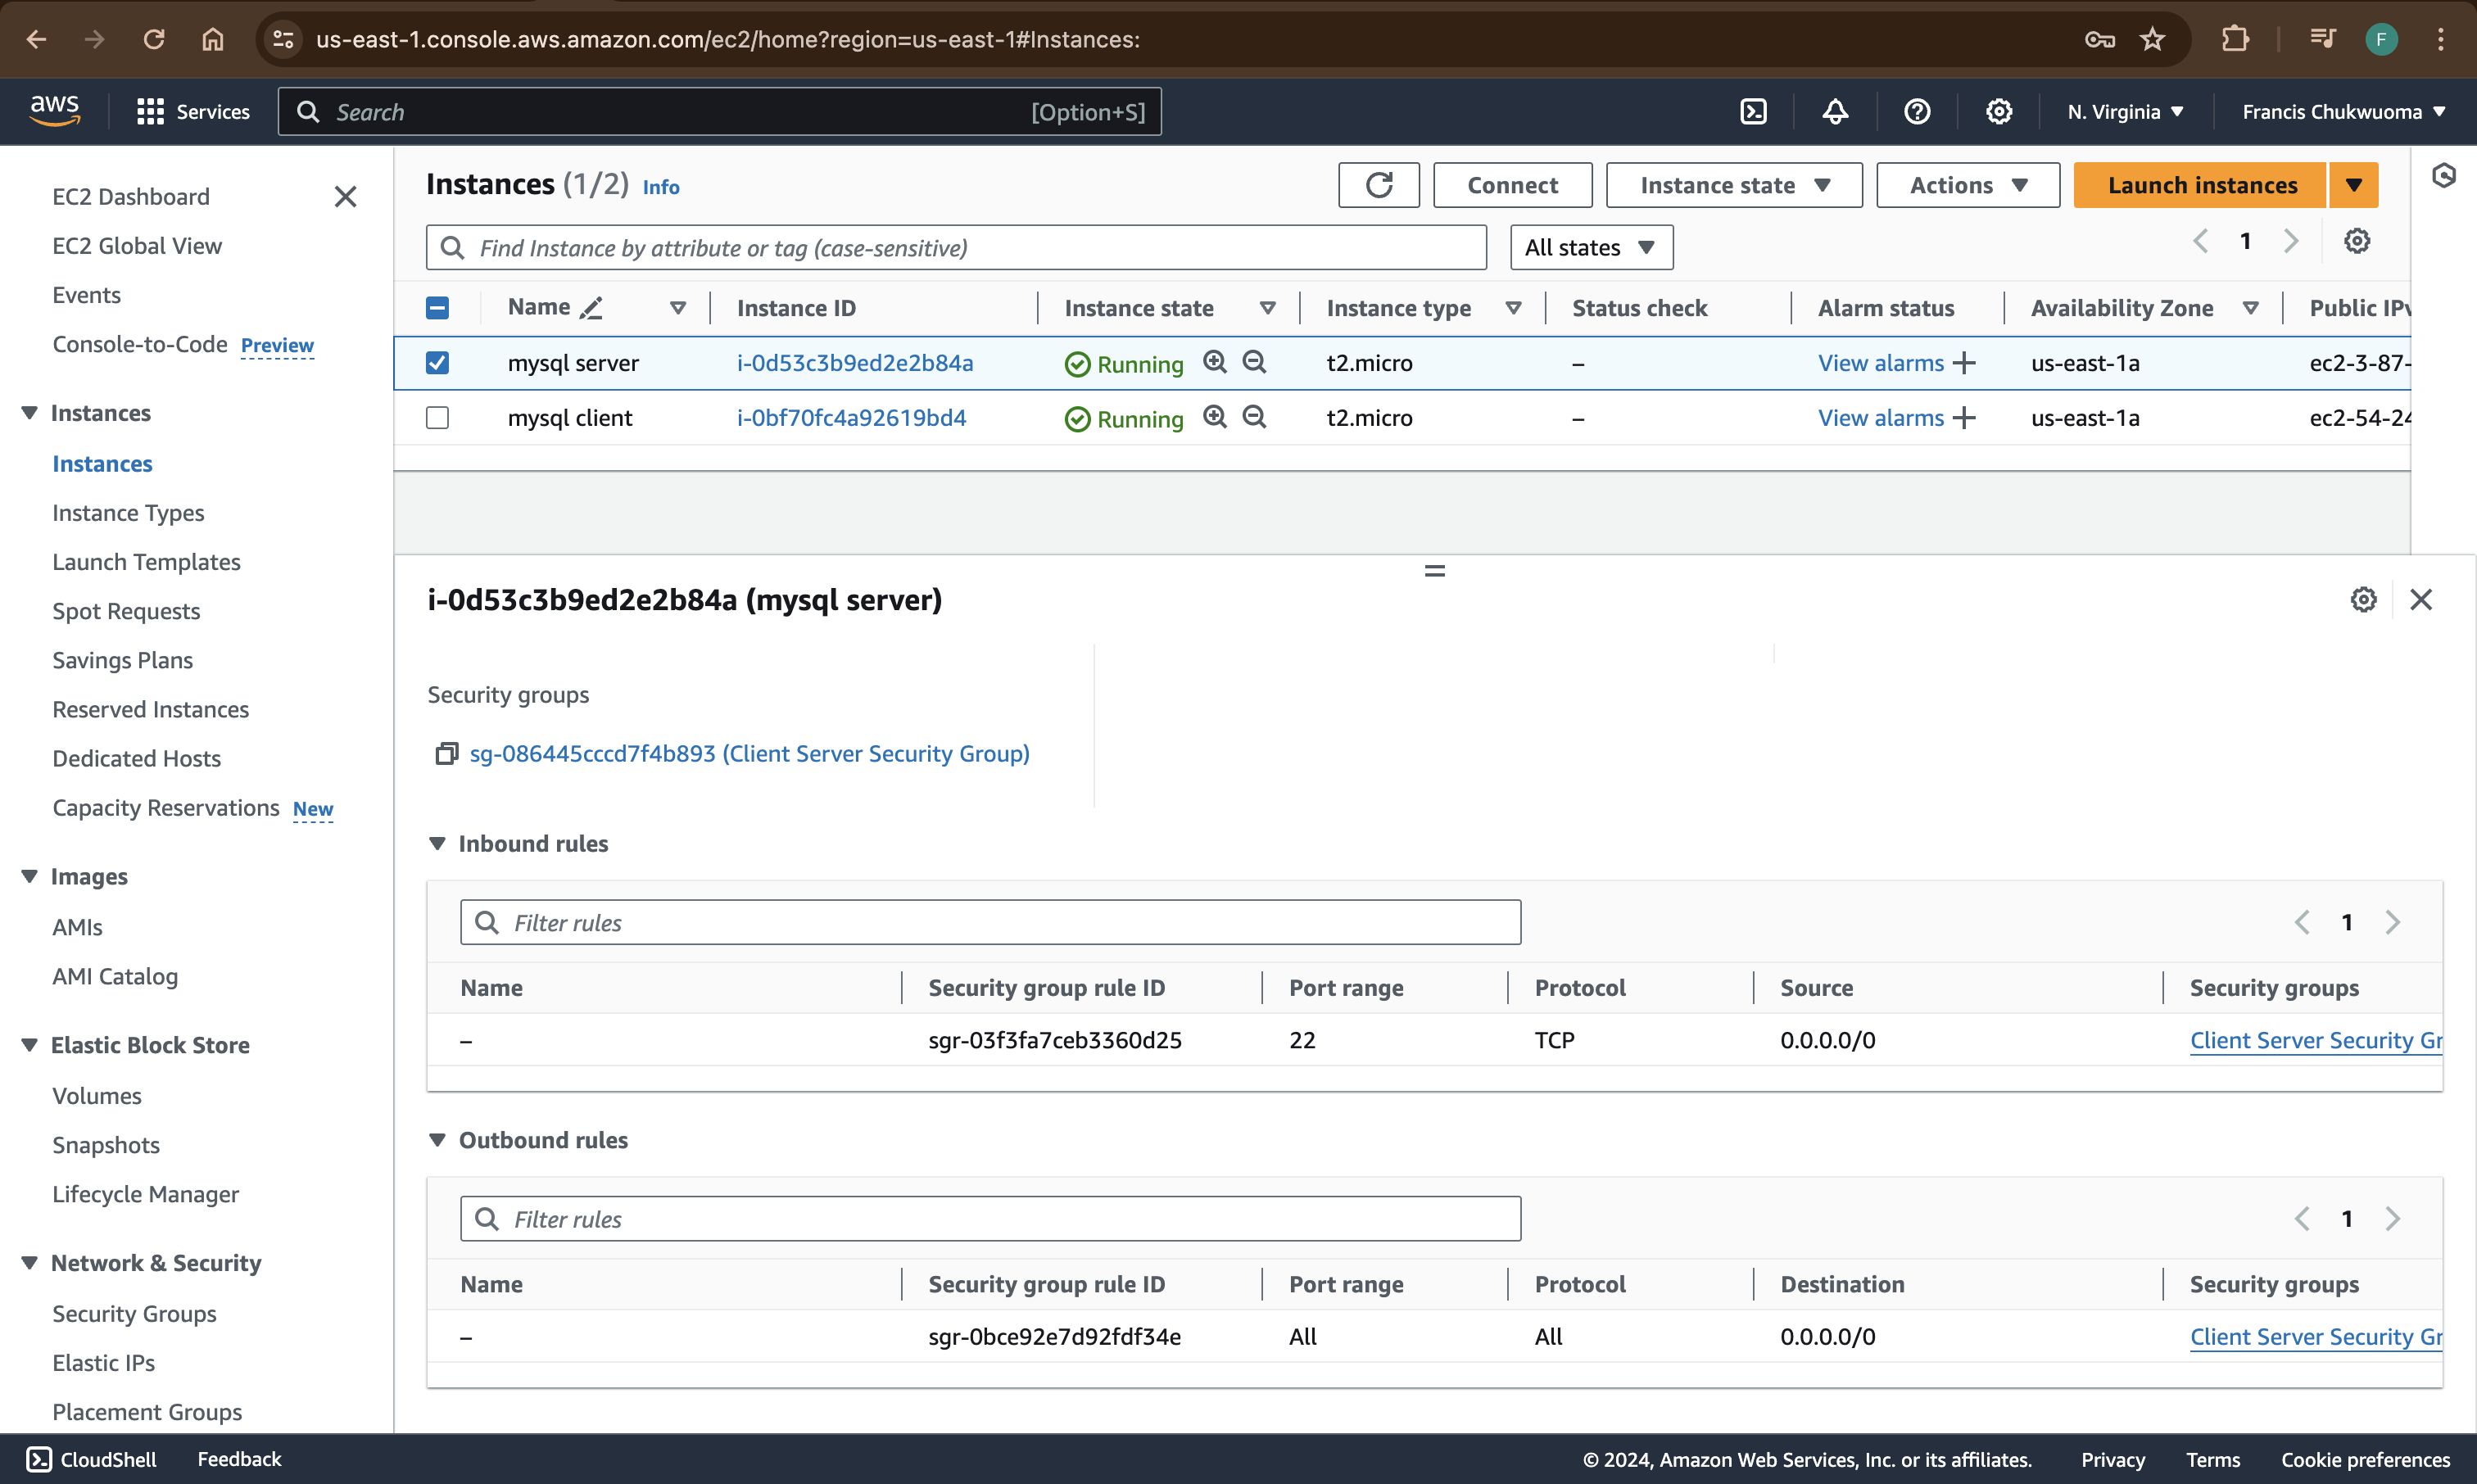 us-east-1.console.aws.amazon.com/ec2/home?region=us-east-1#Instances:
F
aws
Services
Search
[Option+S]
N. Virginia
Francis Chukwuoma
EC2 Dashboard
EC2 Global View
Events
Console-to-Code Preview
Instances
Instances
Instance Types
Launch Templates
Spot Requests
Savings Plans
Reserved Instances
Dedicated Hosts
Capacity Reservations New
Images
AMIs
AMI Catalog
Elastic Block Store
Volumes
Snapshots
Lifecycle Manager
Network & Security
Security Groups
Elastic IPs
Placement Groups
Instances (1/2) Info
Connect
Instance state
Actions
Launch instances
Find Instance by attribute or tag (case-sensitive)
All states
1
Name Instance ID Instance state Instance type Status check Alarm status Availability Zone Public IPv
mysql server i-0d53c3b9ed2e2b84a Running t2.micro – View alarms + us-east-1a ec2-3-87-
mysql client i-0bf70fc4a92619bd4 Running t2.micro – View alarms + us-east-1a ec2-54-24
i-0d53c3b9ed2e2b84a (mysql server)
Security groups
sg-086445cccd7f4b893 (Client Server Security Group)
Inbound rules
Filter rules
1
Name Security group rule ID Port range Protocol Source Security groups
– sgr-03f3fa7ceb3360d25 22 TCP 0.0.0.0/0 Client Server Security Gr
Outbound rules
Filter rules
1
Name Security group rule ID Port range Protocol Destination Security groups
– sgr-0bce92e7d92fdf34e All All 0.0.0.0/0 Client Server Security Gr
CloudShell Feedback © 2024, Amazon Web Services, Inc. or its affiliates. Privacy Terms Cookie preferences